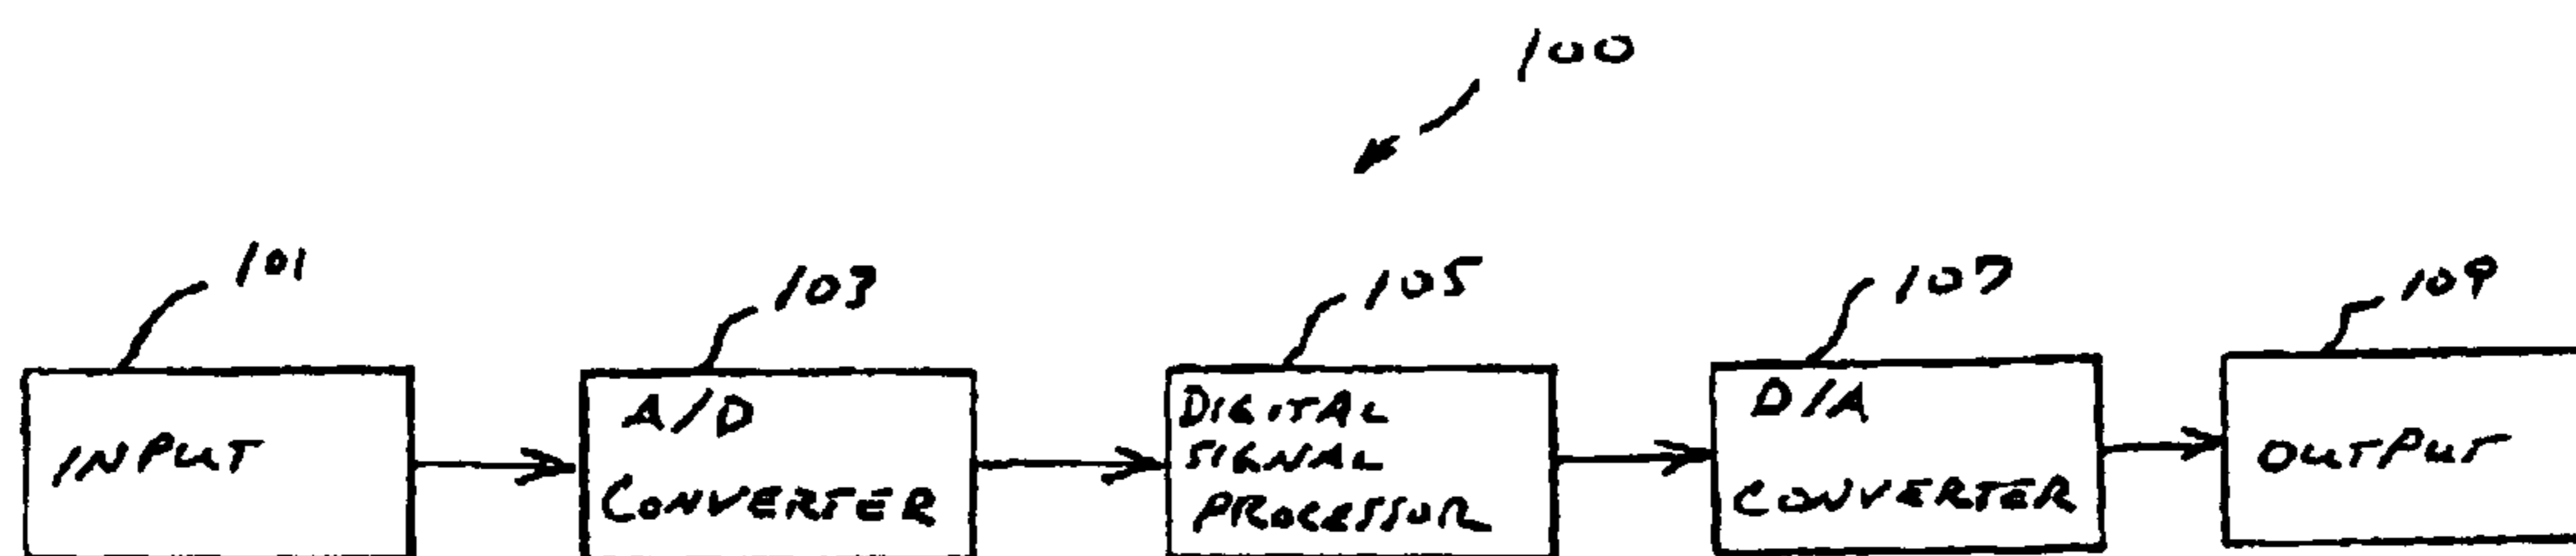 100
101
103
105
107
109
INPUT
A/D
CONVERTER
DIGITAL
SIGNAL
PROCESSOR
D/A
CONVERTER
OUTPUT